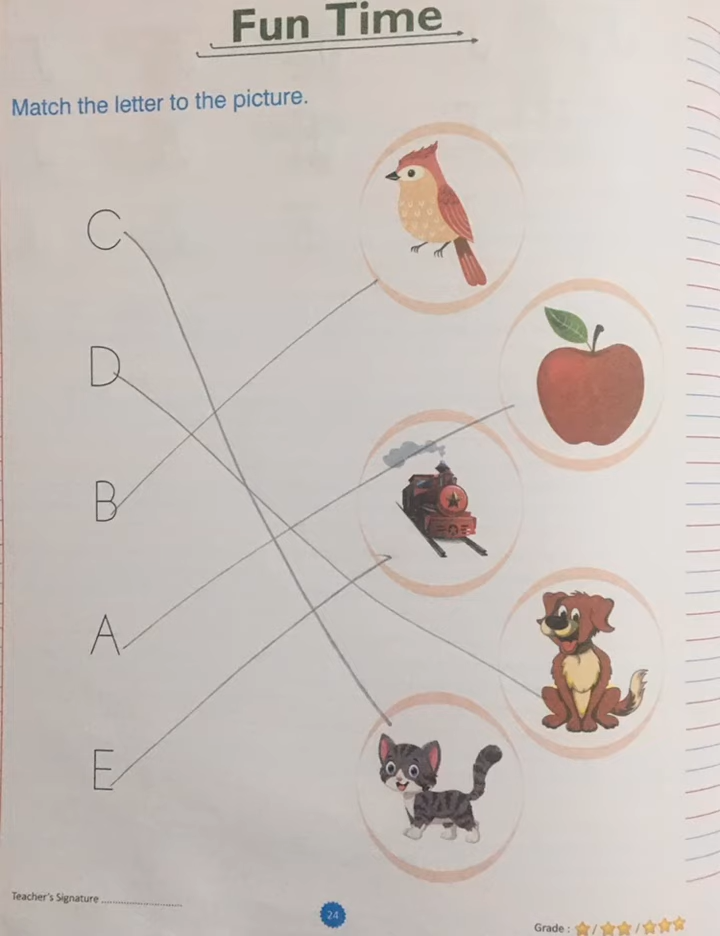 Fun Time
Match the letter to the picture.
C
D
B
A
E
Teacher's Signature ........................
24
Grade : ⭐/⭐⭐/⭐⭐⭐